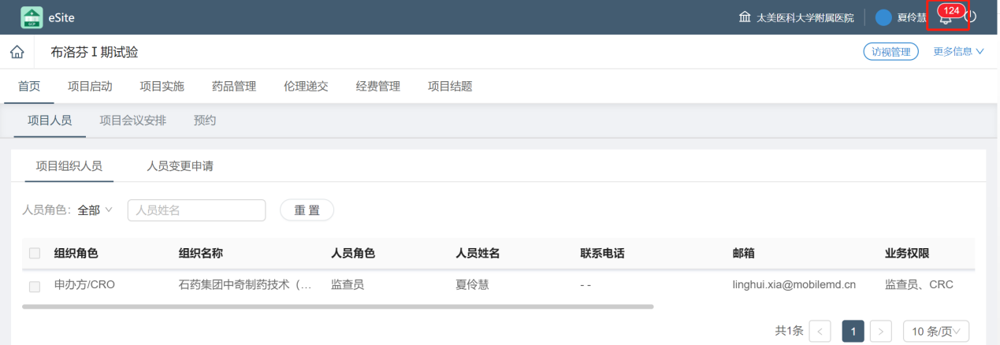 eSite 太美医科大学附属医院 夏伶慧 124
布洛芬 I 期试验 访视管理 更多信息
首页 项目启动 项目实施 药品管理 伦理递交 经费管理 项目结题
项目人员 项目会议安排 预约
项目组织人员 人员变更申请
人员角色: 全部 人员姓名 重 置
组织角色 组织名称 人员角色 人员姓名 联系电话 邮箱 业务权限
申办方/CRO 石药集团中奇制药技术（... 监查员 夏伶慧 - - linghui.xia@mobilemd.cn 监查员、CRC
共1条 < 1 > 10 条/页